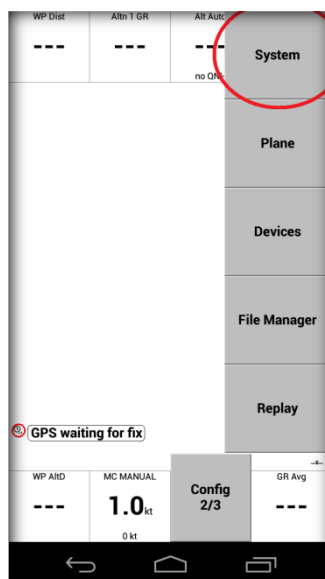 WP Dist Altn 1 GR Alt Auto
--- --- ---
no QNH
System
Plane
Devices
File Manager
Replay
GPS waiting for fix
WP AltD MC MANUAL Config GR Avg
--- 1.0kt 2/3 ---
0 kt